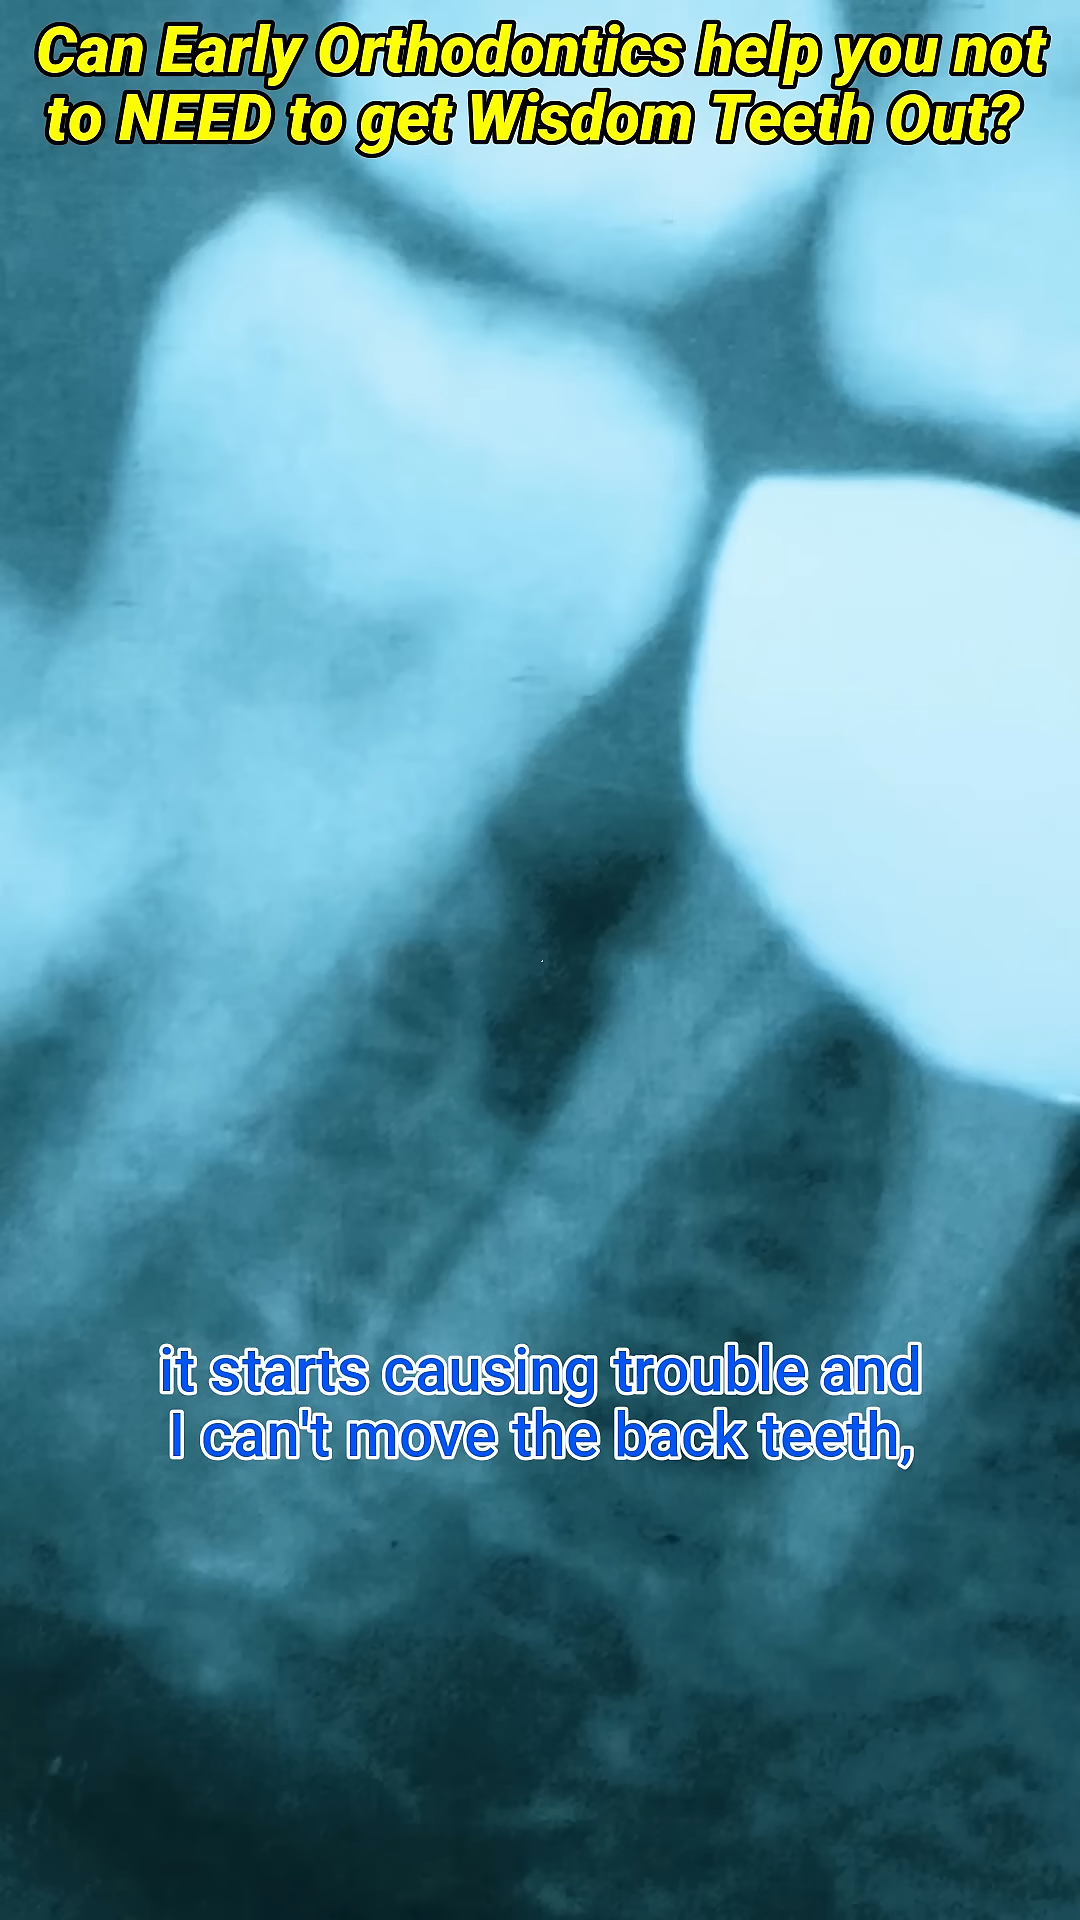 Can Early Orthodontics help you not
to NEED to get Wisdom Teeth Out?
it starts causing trouble and
I can't move the back teeth,